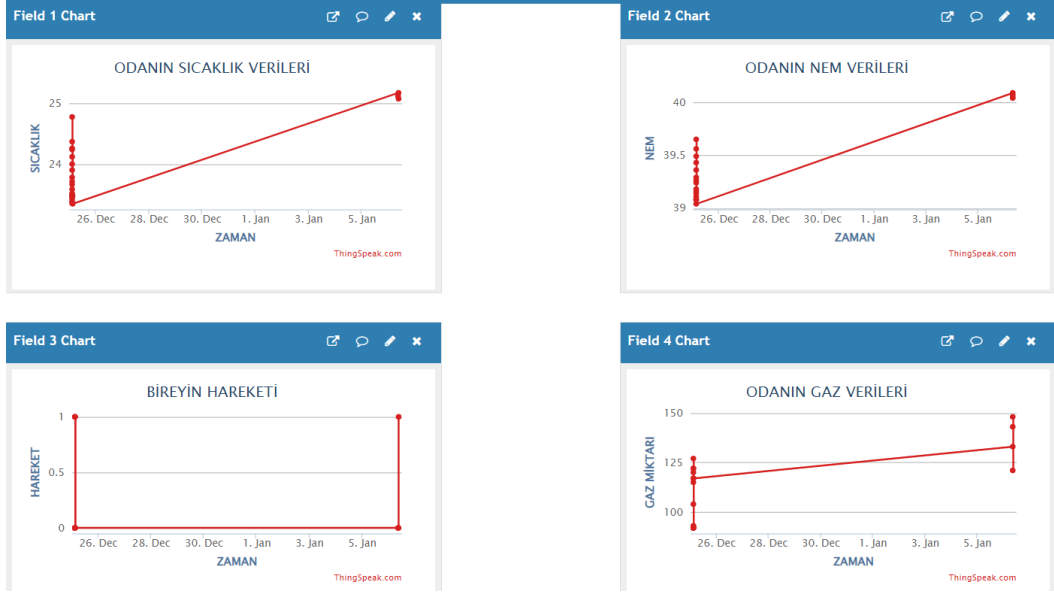 Field 1 Chart
ODANIN SICAKLIK VERİLERİ
SICAKLIK
25
24
26. Dec 28. Dec 30. Dec 1. Jan 3. Jan 5. Jan
ZAMAN
ThingSpeak.com
Field 2 Chart
ODANIN NEM VERİLERİ
NEM
40
39.5
39
26. Dec 28. Dec 30. Dec 1. Jan 3. Jan 5. Jan
ZAMAN
ThingSpeak.com
Field 3 Chart
BİREYİN HAREKETİ
HAREKET
1
0.5
0
26. Dec 28. Dec 30. Dec 1. Jan 3. Jan 5. Jan
ZAMAN
ThingSpeak.com
Field 4 Chart
ODANIN GAZ VERİLERİ
GAZ MİKTARI
150
125
100
26. Dec 28. Dec 30. Dec 1. Jan 3. Jan 5. Jan
ZAMAN
ThingSpeak.com